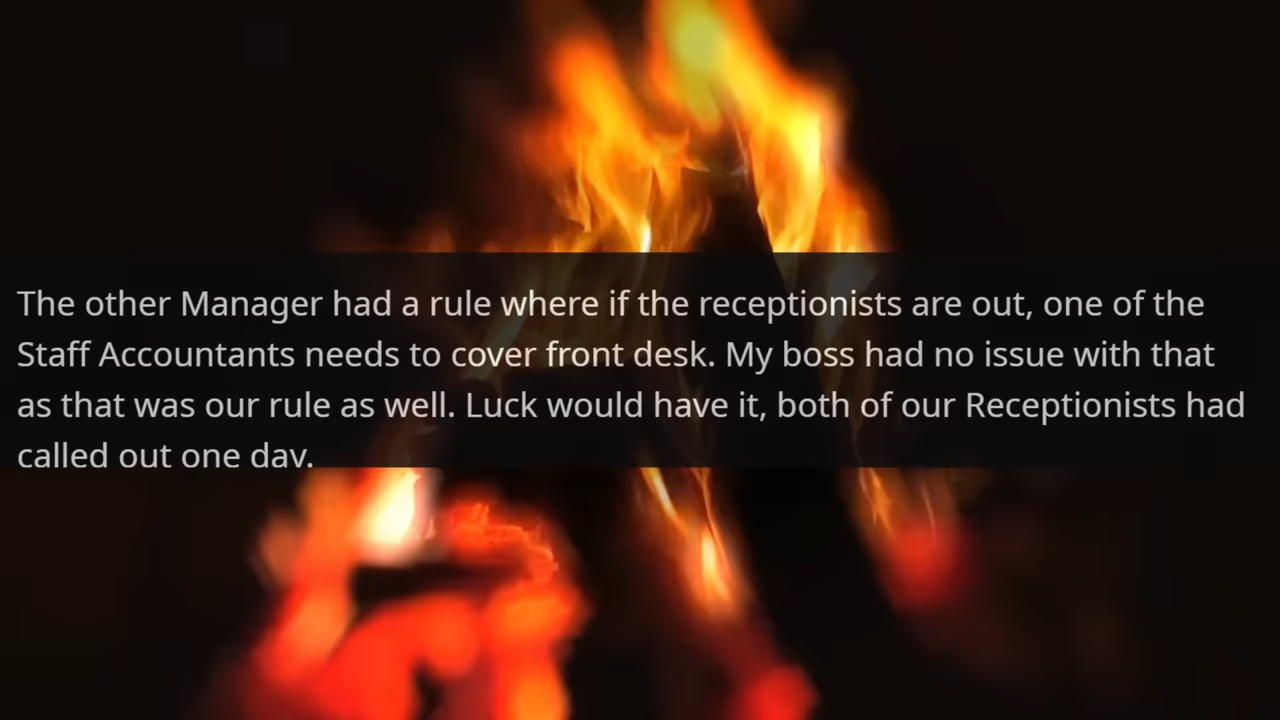 The other Manager had a rule where if the receptionists are out, one of the
Staff Accountants needs to cover front desk. My boss had no issue with that
as that was our rule as well. Luck would have it, both of our Receptionists had
called out one day.